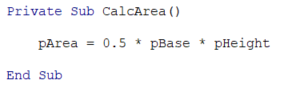 Private Sub CalcArea()
pArea = 0.5 * pBase * pHeight
End Sub